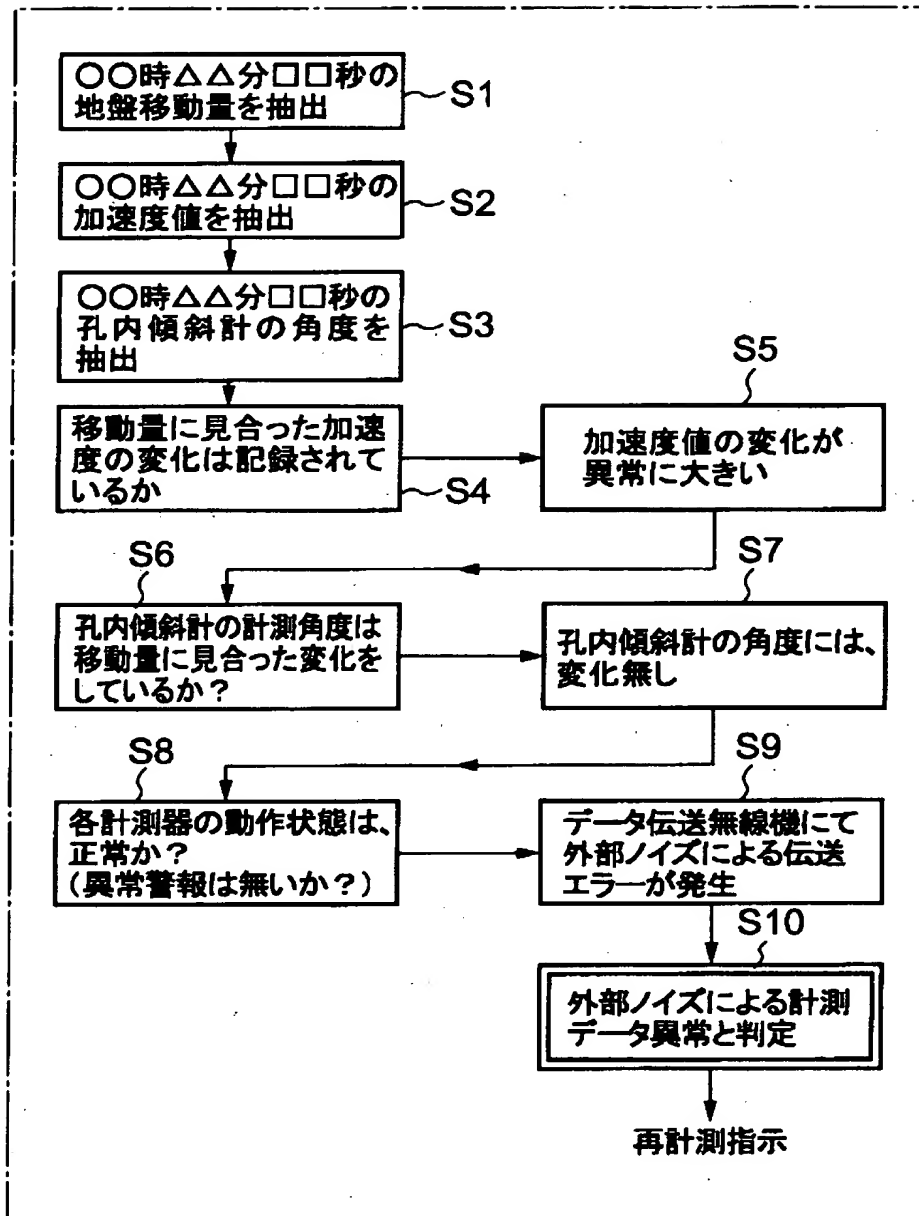 ○○時△△分□□秒の
地盤移動量を抽出
S1
○○時△△分□□秒の
加速度値を抽出
S2
○○時△△分□□秒の
孔内傾斜計の角度を
抽出
S3
移動量に見合った加速
度の変化は記録されて
いるか
S4
S5
加速度値の変化が
異常に大きい
S6
孔内傾斜計の計測角度は
移動量に見合った変化を
しているか？
S7
孔内傾斜計の角度には、
変化無し
S8
各計測器の動作状態は、
正常か？
（異常警報は無いか？）
S9
データ伝送無線機にて
外部ノイズによる伝送
エラーが発生
S10
外部ノイズによる計測
データ異常と判定
再計測指示